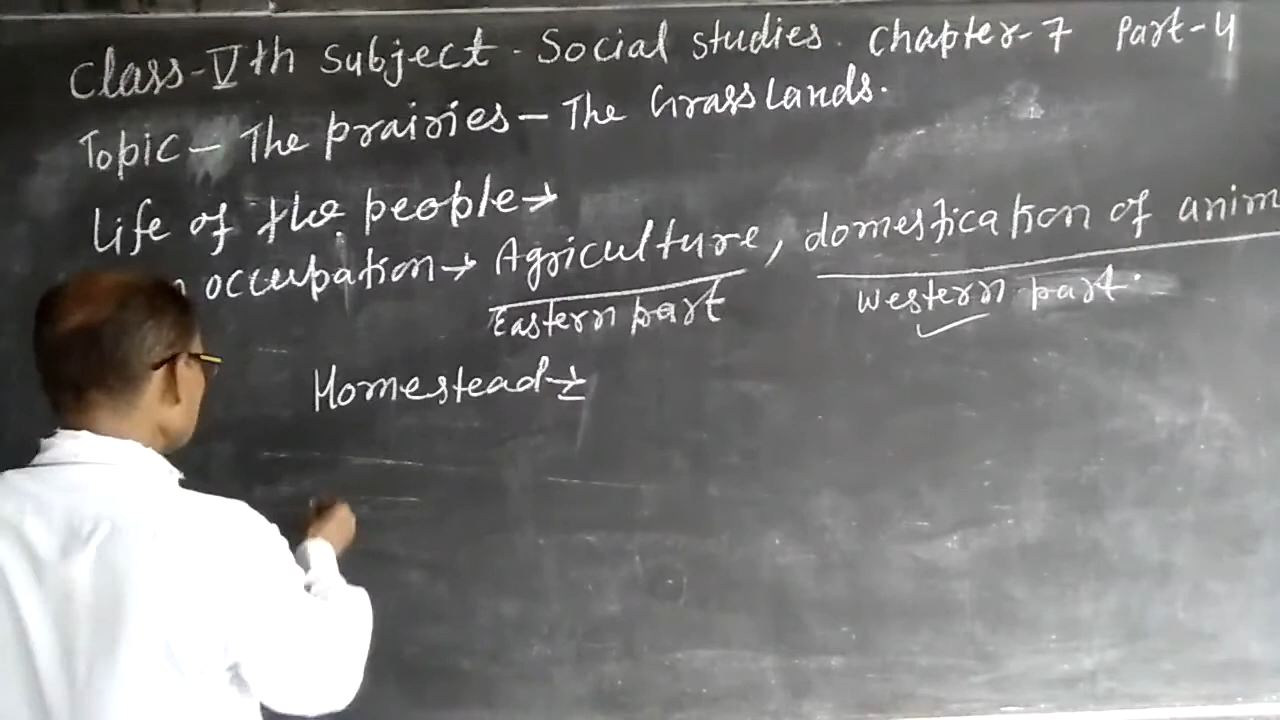 Class-Vth Subject - Social studies. Chapter-7 Part-4
Topic - The prairies - The GrassLands.
Life of the people →
occupation → Agriculture, domestication of anim
Eastern part western part.
Homestead →